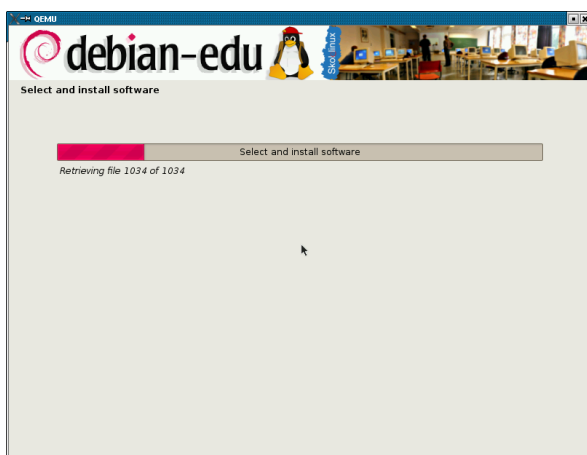 QEMU
debian-edu
Skolelinux
Select and install software
Select and install software
Retrieving file 1034 of 1034